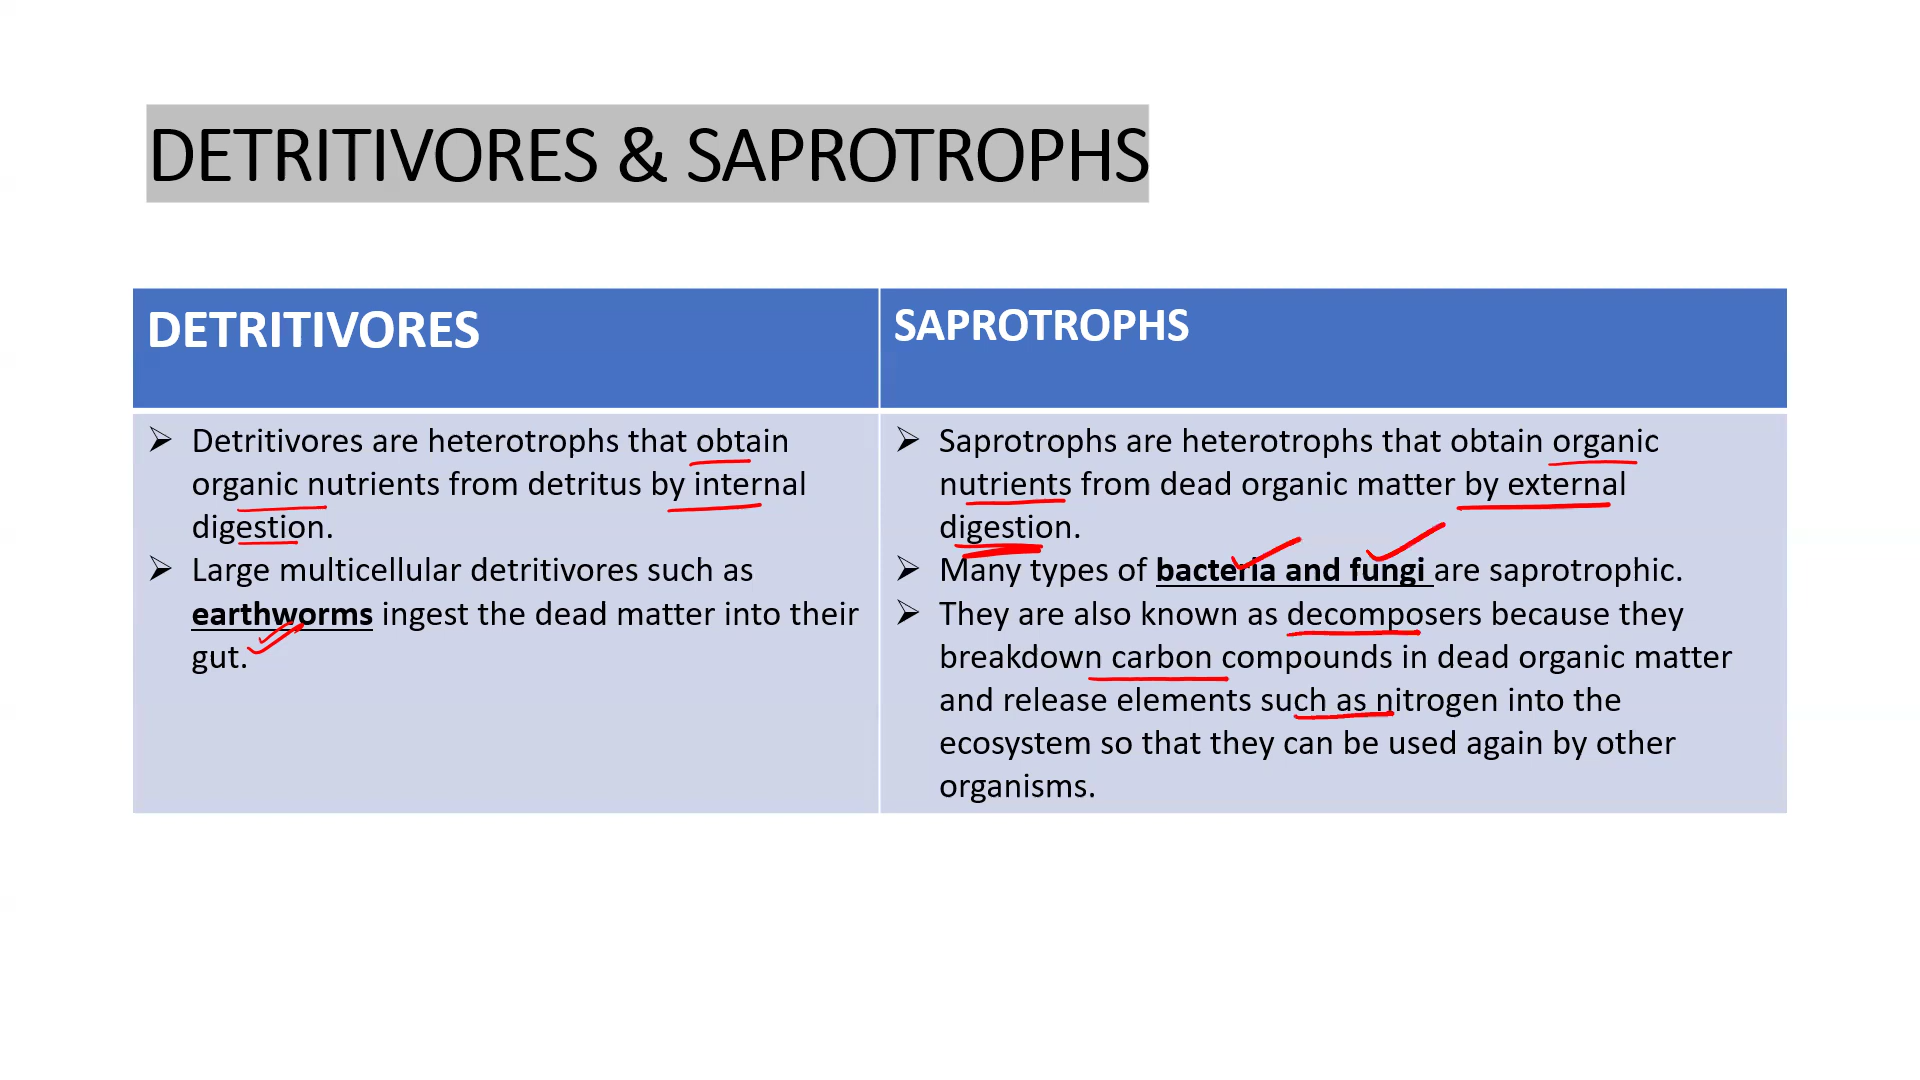 DETRITIVORES & SAPROTROPHS
DETRITIVORES
➢ Detritivores are heterotrophs that obtain
organic nutrients from detritus by internal
digestion.
➢ Large multicellular detritivores such as
earthworms ingest the dead matter into their
gut.
SAPROTROPHS
➢ Saprotrophs are heterotrophs that obtain organic
nutrients from dead organic matter by external
digestion.
➢ Many types of bacteria and fungi are saprotrophic.
➢ They are also known as decomposers because they
breakdown carbon compounds in dead organic matter
and release elements such as nitrogen into the
ecosystem so that they can be used again by other
organisms.